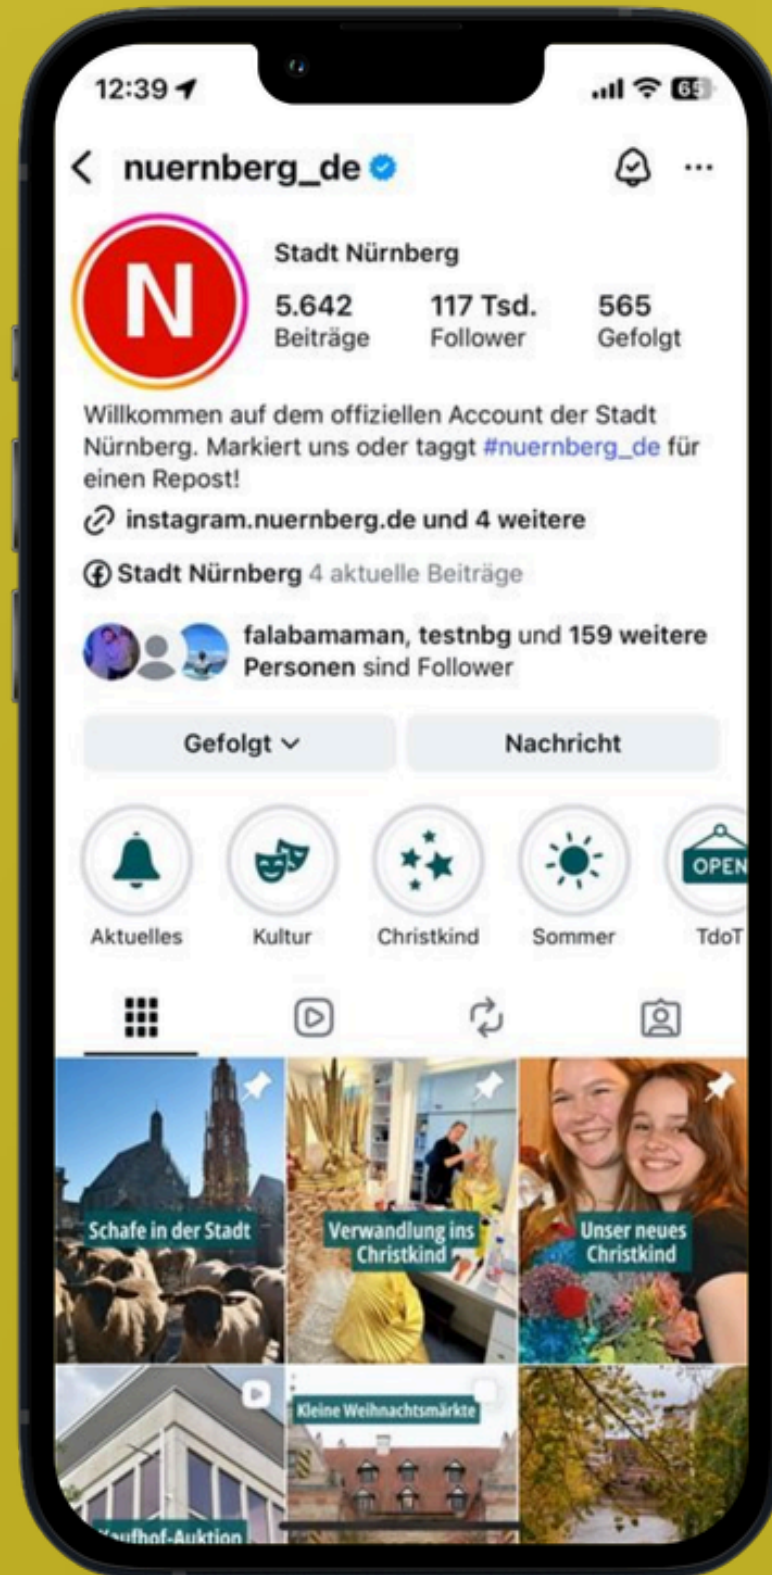 12:39
65
nuernberg_de
N
Stadt Nürnberg
5.642 117 Tsd. 565
Beiträge Follower Gefolgt
Willkommen auf dem offiziellen Account der Stadt
Nürnberg. Markiert uns oder taggt #nuernberg_de für
einen Repost!
instagram.nuernberg.de und 4 weitere
Stadt Nürnberg 4 aktuelle Beiträge
falabamaman, testnbg und 159 weitere
Personen sind Follower
Gefolgt Nachricht
OPEN
Aktuelles Kultur Christkind Sommer TdoT
Schafe in der Stadt
Verwandlung ins
Christkind
Unser neues
Christkind
Kleine Weihnachtsmärkte
Kaufhof-Auktion